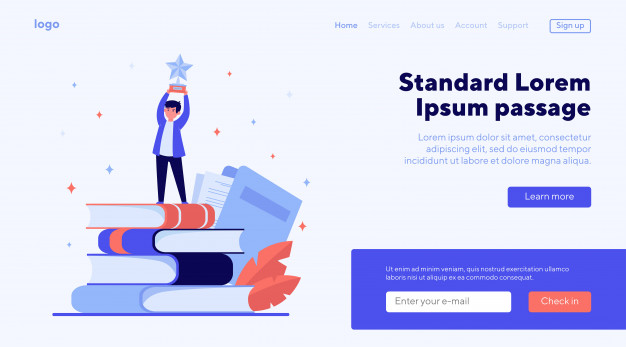 logo
Home Services About us Account Support Sign up
Standard Lorem
Ipsum passage
Lorem ipsum dolor sit amet, consectetur
adipiscing elit, sed do eiusmod tempor
incididunt ut labore et dolore magna aliqua.
Learn more
Ut enim ad minim veniam, quis nostrud exercitation ullamco
laboris nisi ut aliquip ex ea commodo consequat.
Enter your e-mail Check in